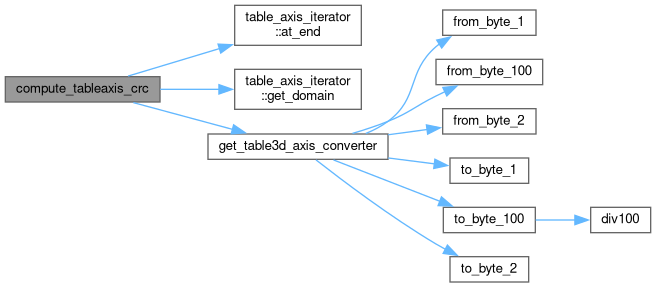 compute_tableaxis_crc
table_axis_iterator
::at_end
table_axis_iterator
::get_domain
get_table3d_axis_converter
from_byte_1
from_byte_100
from_byte_2
to_byte_1
to_byte_100
to_byte_2
div100